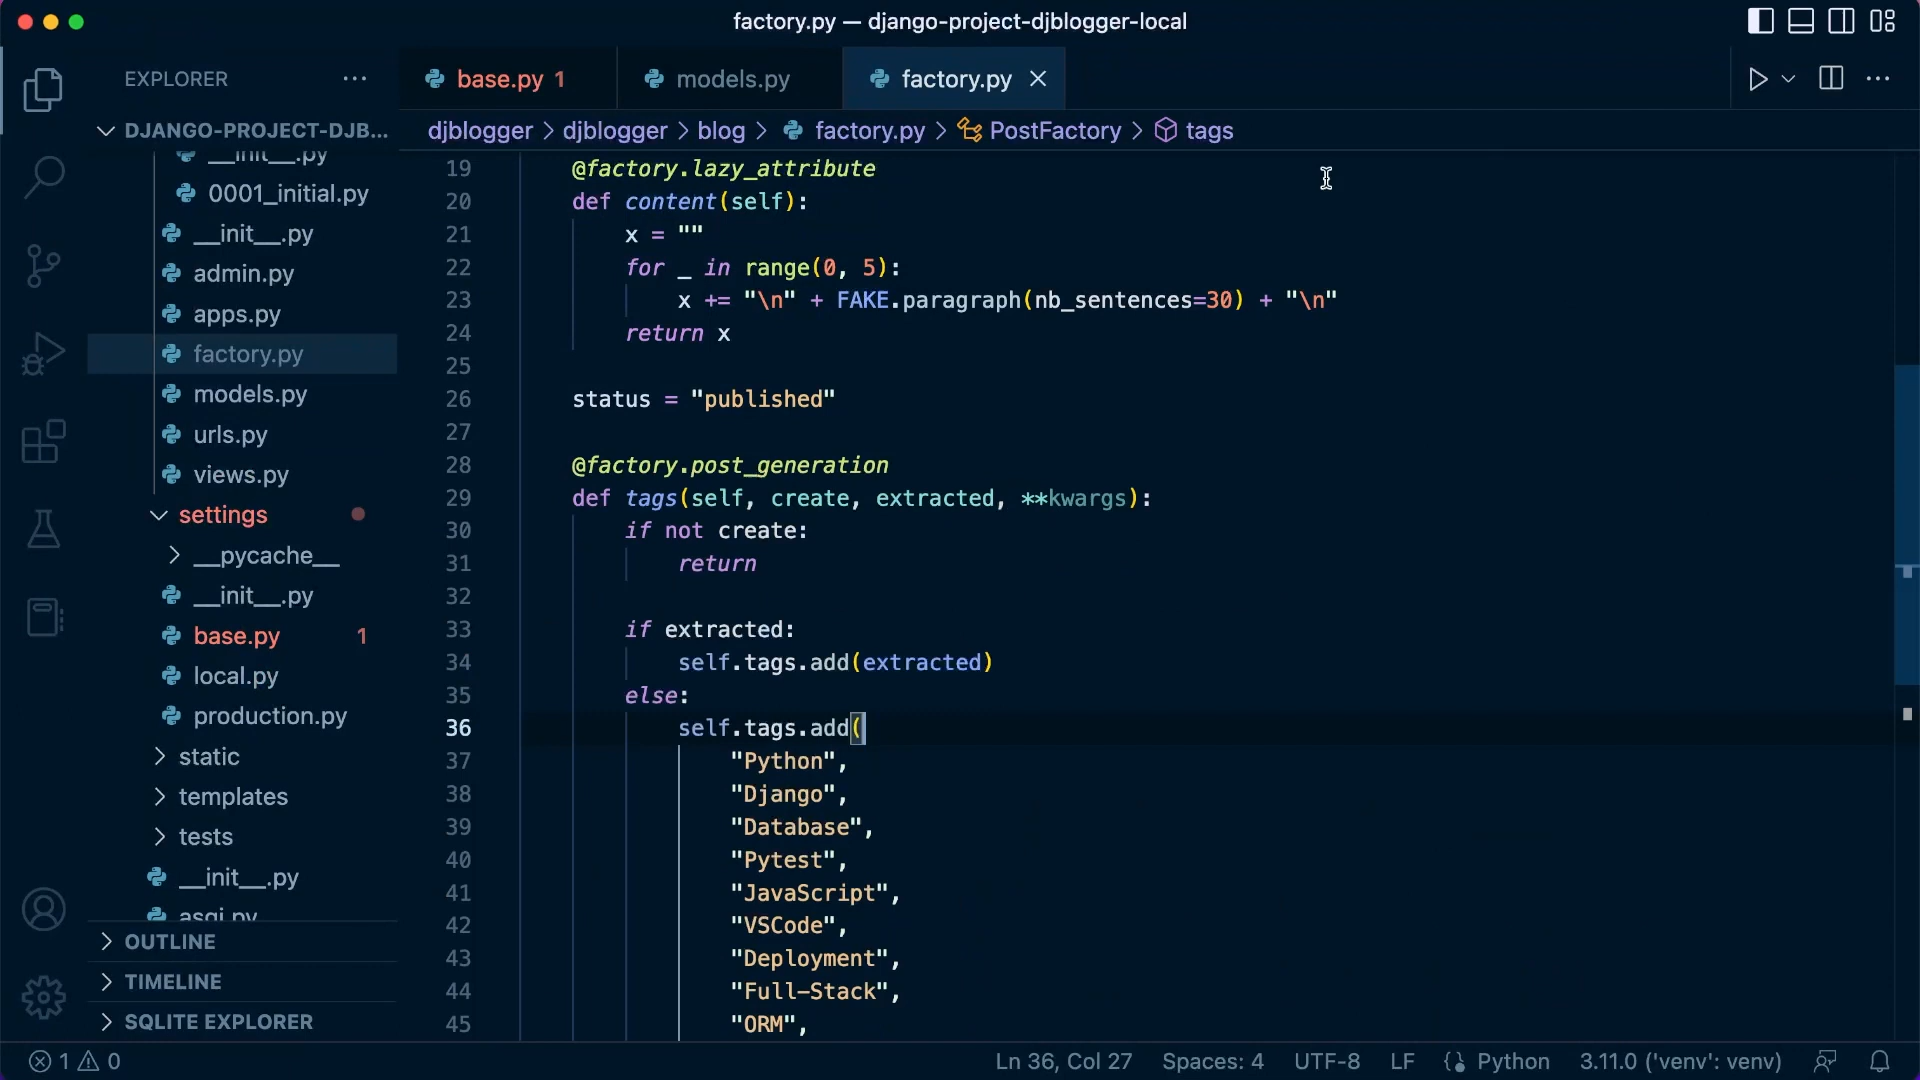 factory.py — django-project-djblogger-local
EXPLORER
base.py 1
models.py
factory.py
DJANGO-PROJECT-DJB...
djblogger > djblogger > blog > factory.py > PostFactory > tags
__init__.py
0001_initial.py
__init__.py
admin.py
apps.py
factory.py
models.py
urls.py
views.py
settings
__pycache__
__init__.py
base.py 1
local.py
production.py
static
templates
tests
__init__.py
asgi.py
OUTLINE
TIMELINE
SQLITE EXPLORER
19 @factory.lazy_attribute
20 def content(self):
21 x = ""
22 for _ in range(0, 5):
23 x += "\n" + FAKE.paragraph(nb_sentences=30) + "\n"
24 return x
25
26 status = "published"
27
28 @factory.post_generation
29 def tags(self, create, extracted, **kwargs):
30 if not create:
31 return
32
33 if extracted:
34 self.tags.add(extracted)
35 else:
36 self.tags.add(
37 "Python",
38 "Django",
39 "Database",
40 "Pytest",
41 "JavaScript",
42 "VSCode",
43 "Deployment",
44 "Full-Stack",
45 "ORM",
1 0
Ln 36, Col 27
Spaces: 4
UTF-8
LF
Python
3.11.0 ('venv': venv)